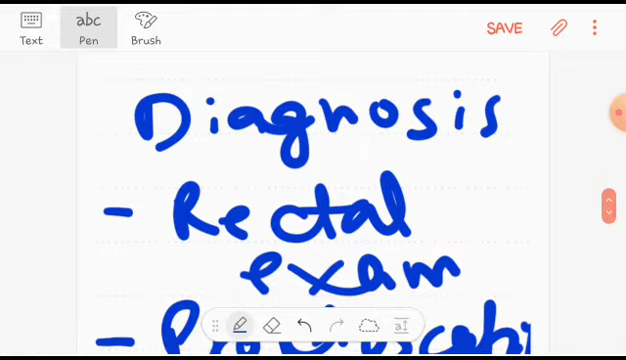 Text
abc
Pen
Brush
SAVE
Diagnosis
- Rectal
exam